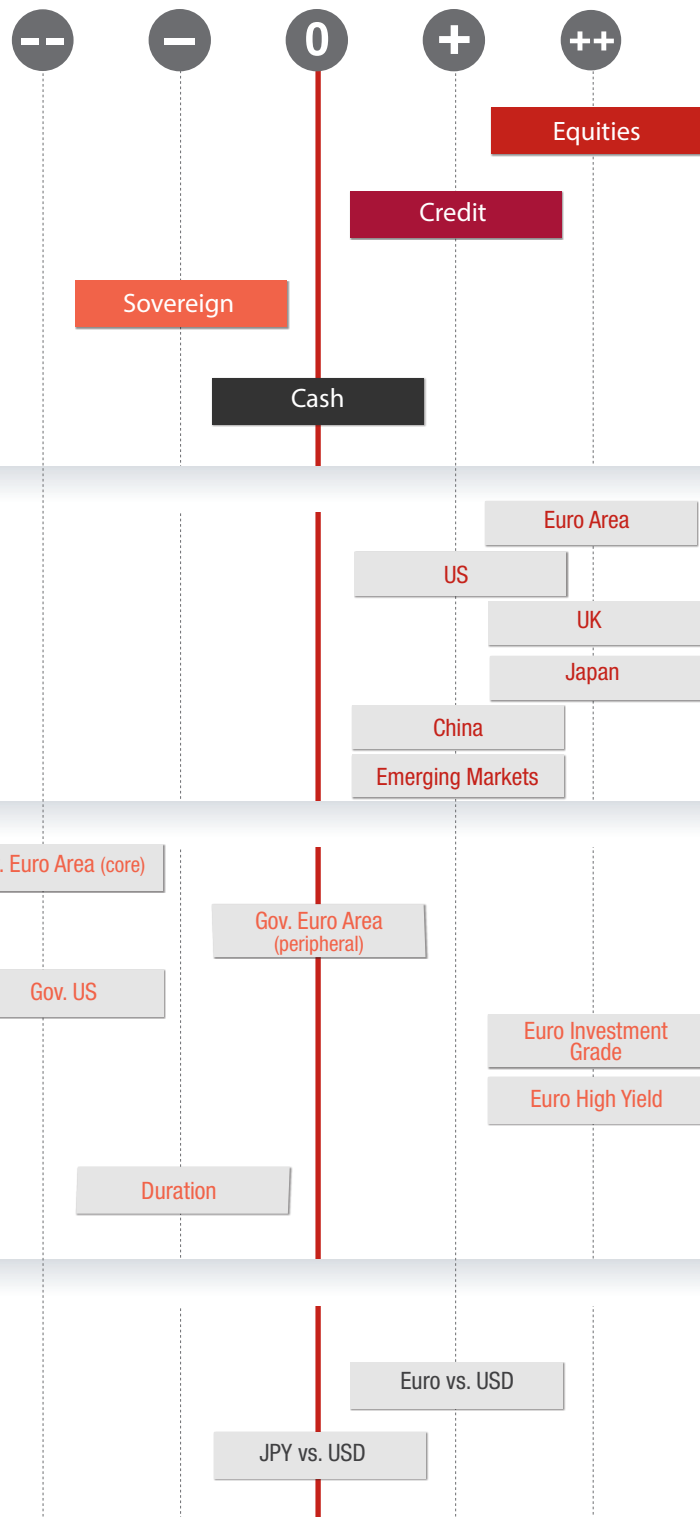 -- - 0 + ++
Equities
Credit
Sovereign
Cash
Euro Area
US
UK
Japan
China
Emerging Markets
. Euro Area (core)
Gov. Euro Area
(peripheral)
Gov. US
Euro Investment
Grade
Euro High Yield
Duration
Euro vs. USD
JPY vs. USD